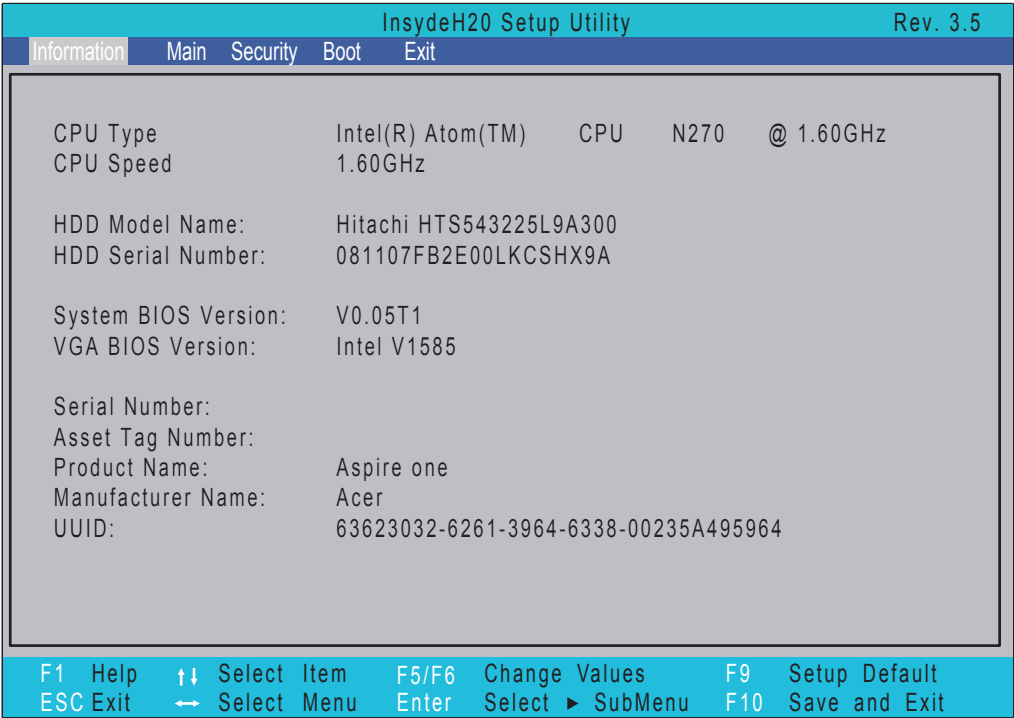 InsydeH20 Setup Utility Rev. 3.5
Information Main Security Boot Exit
CPU Type Intel(R) Atom(TM) CPU N270 @ 1.60GHz
CPU Speed 1.60GHz
HDD Model Name: Hitachi HTS543225L9A300
HDD Serial Number: 081107FB2E00LKCSHX9A
System BIOS Version: V0.05T1
VGA BIOS Version: Intel V1585
Serial Number:
Asset Tag Number:
Product Name: Aspire one
Manufacturer Name: Acer
UUID: 63623032-6261-3964-6338-00235A495964
F1 Help ↑↓ Select Item F5/F6 Change Values F9 Setup Default
ESC Exit ↔ Select Menu Enter Select ► SubMenu F10 Save and Exit